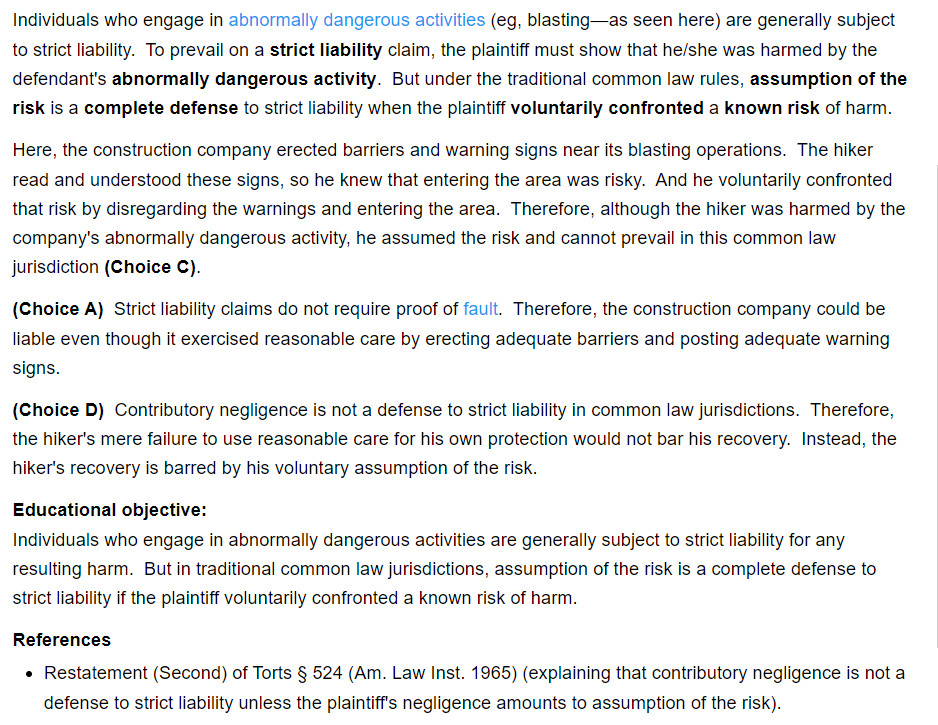 Individuals who engage in abnormally dangerous activities (eg, blasting—as seen here) are generally subject
to strict liability.  To prevail on a strict liability claim, the plaintiff must show that he/she was harmed by the
defendant's abnormally dangerous activity.  But under the traditional common law rules, assumption of the
risk is a complete defense to strict liability when the plaintiff voluntarily confronted a known risk of harm.
Here, the construction company erected barriers and warning signs near its blasting operations.  The hiker
read and understood these signs, so he knew that entering the area was risky.  And he voluntarily confronted
that risk by disregarding the warnings and entering the area.  Therefore, although the hiker was harmed by the
company's abnormally dangerous activity, he assumed the risk and cannot prevail in this common law
jurisdiction (Choice C).
(Choice A)  Strict liability claims do not require proof of fault.  Therefore, the construction company could be
liable even though it exercised reasonable care by erecting adequate barriers and posting adequate warning
signs.
(Choice D)  Contributory negligence is not a defense to strict liability in common law jurisdictions.  Therefore,
the hiker's mere failure to use reasonable care for his own protection would not bar his recovery.  Instead, the
hiker's recovery is barred by his voluntary assumption of the risk.
Educational objective:
Individuals who engage in abnormally dangerous activities are generally subject to strict liability for any
resulting harm.  But in traditional common law jurisdictions, assumption of the risk is a complete defense to
strict liability if the plaintiff voluntarily confronted a known risk of harm.
References
• Restatement (Second) of Torts § 524 (Am. Law Inst. 1965) (explaining that contributory negligence is not a
defense to strict liability unless the plaintiff's negligence amounts to assumption of the risk).